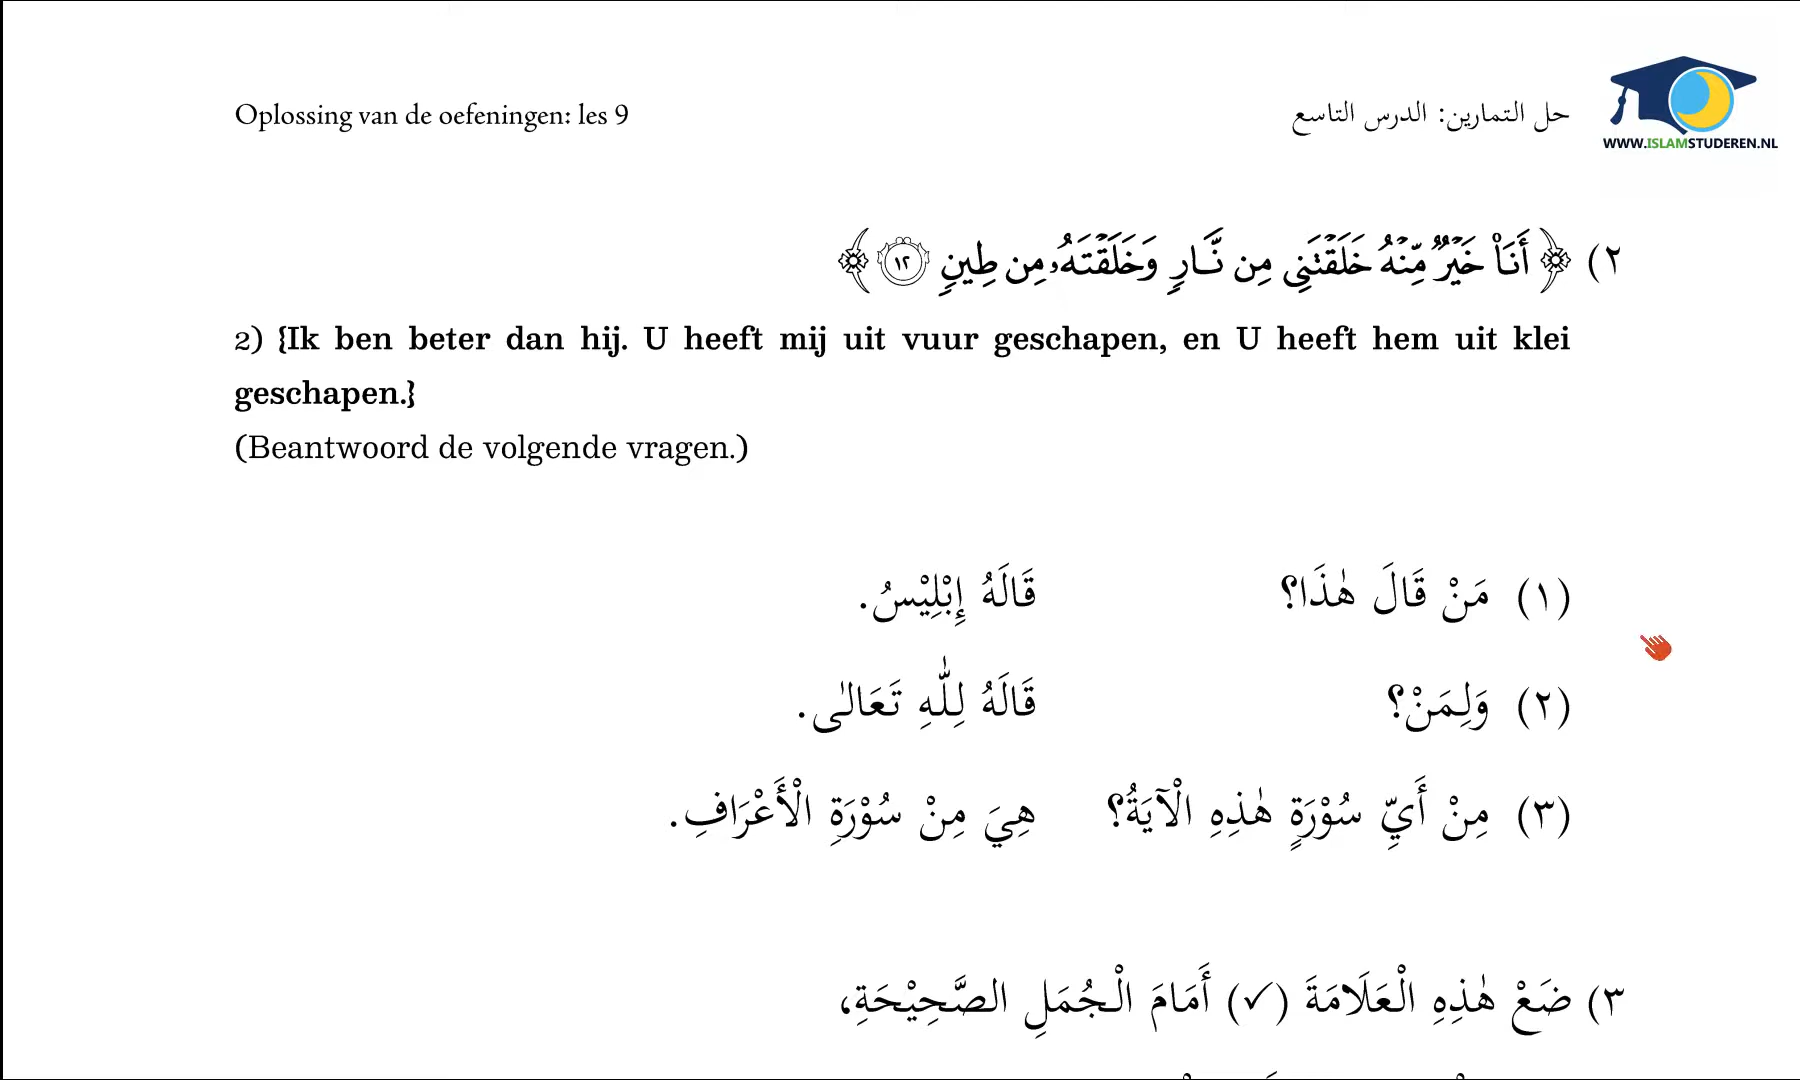 Oplossing van de oefeningen: les 9 حل التمارين: الدرس التاسع
WWW.ISLAMSTUDEREN.NL
٢) ﴿أَنَا۠ خَيۡرٌ مِّنۡهُ خَلَقۡتَنِي مِن نَّارٍ وَخَلَقۡتَهُۥ مِن طِينٍ ١٢﴾
2) {Ik ben beter dan hij. U heeft mij uit vuur geschapen, en U heeft hem uit klei
geschapen.}
(Beantwoord de volgende vragen.)
(١) مَنْ قَالَ هٰذَا؟ قَالَهُ إِبْلِيْسُ.
(٢) وَلِمَنْ؟ قَالَهُ لِلّٰهِ تَعَالٰى.
(٣) مِنْ أَيِّ سُوْرَةٍ هٰذِهِ الْآيَةُ؟ هِيَ مِنْ سُوْرَةِ الْأَعْرَافِ.
٣) ضَعْ هٰذِهِ الْعَلَامَةَ (✓) أَمَامَ الْجُمَلِ الصَّحِيْحَةِ،